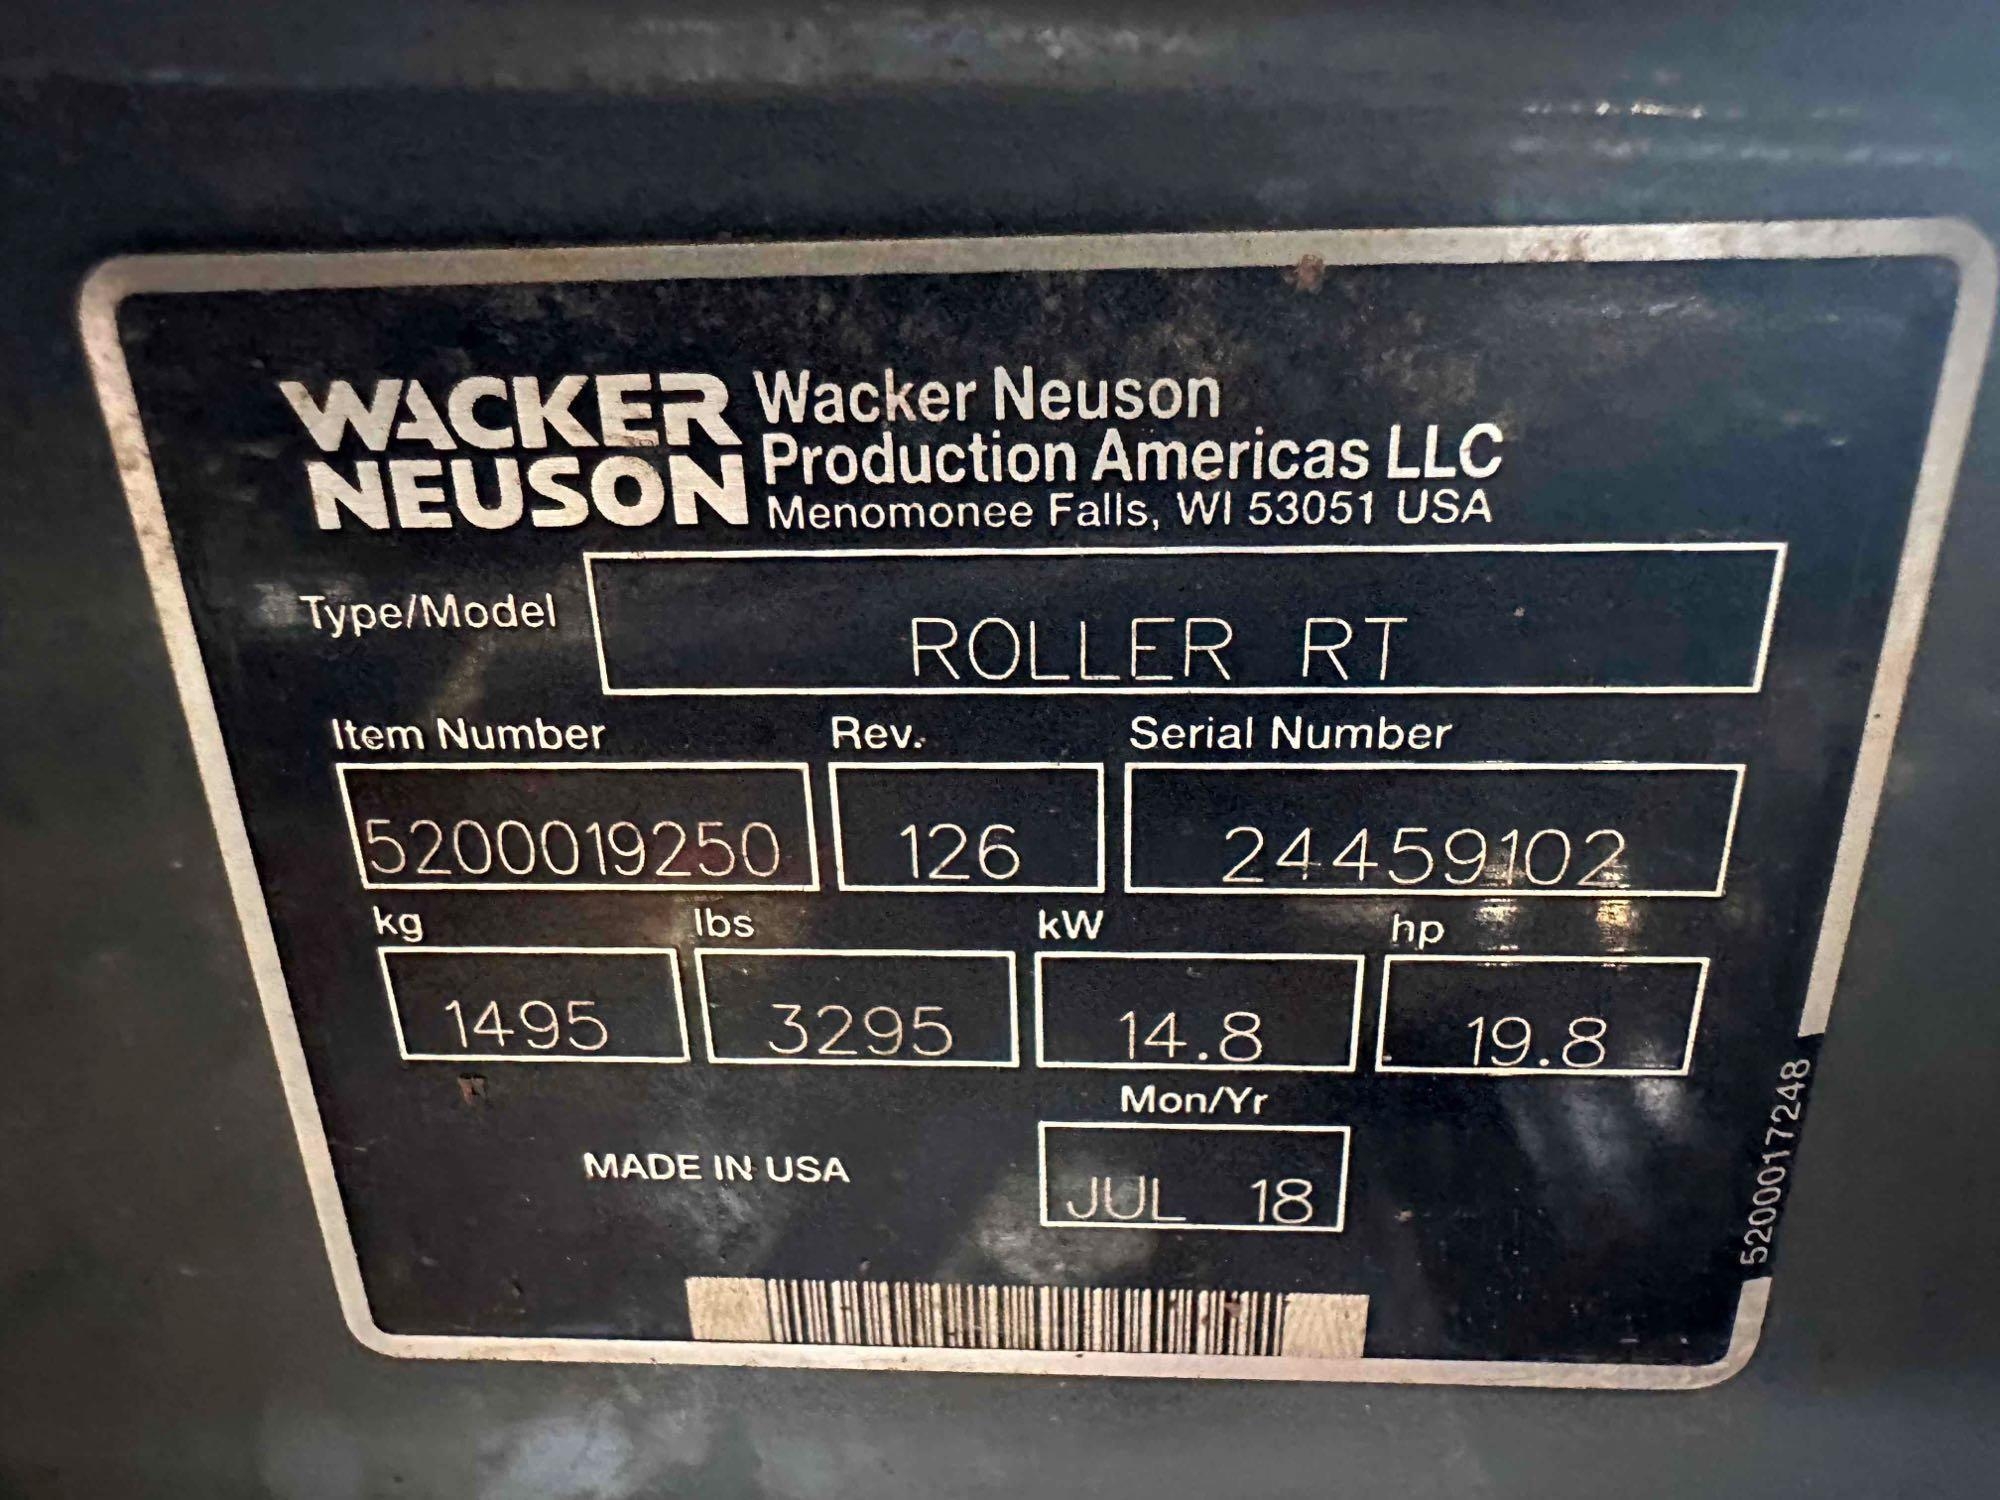 WACKER
NEUSON
Wacker Neuson
Production Americas LLC
Menomonee Falls, WI 53051 USA
Type/Model
ROLLER RT
Item Number Rev. Serial Number
5200019250 126 24459102
kg lbs kW hp
1495 3295 14.8 19.8
Mon/Yr
MADE IN USA
JUL 18
5200017248